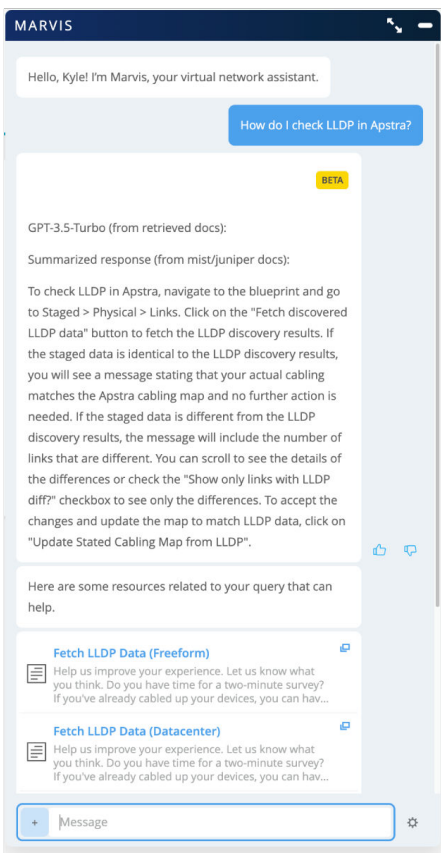 MARVIS
Hello, Kyle! I'm Marvis, your virtual network assistant.
How do I check LLDP in Apstra?
BETA
GPT-3.5-Turbo (from retrieved docs):
Summarized response (from mist/juniper docs):
To check LLDP in Apstra, navigate to the blueprint and go
to Staged > Physical > Links. Click on the "Fetch discovered
LLDP data" button to fetch the LLDP discovery results. If
the staged data is identical to the LLDP discovery results,
you will see a message stating that your actual cabling
matches the Apstra cabling map and no further action is
needed. If the staged data is different from the LLDP
discovery results, the message will include the number of
links that are different. You can scroll to see the details of
the differences or check the "Show only links with LLDP
diff?" checkbox to see only the differences. To accept the
changes and update the map to match LLDP data, click on
"Update Stated Cabling Map from LLDP".
Here are some resources related to your query that can
help.
Fetch LLDP Data (Freeform)
Help us improve your experience. Let us know what
you think. Do you have time for a two-minute survey?
If you've already cabled up your devices, you can hav...
Fetch LLDP Data (Datacenter)
Help us improve your experience. Let us know what
you think. Do you have time for a two-minute survey?
If you've already cabled up your devices, you can hav...
+ Message